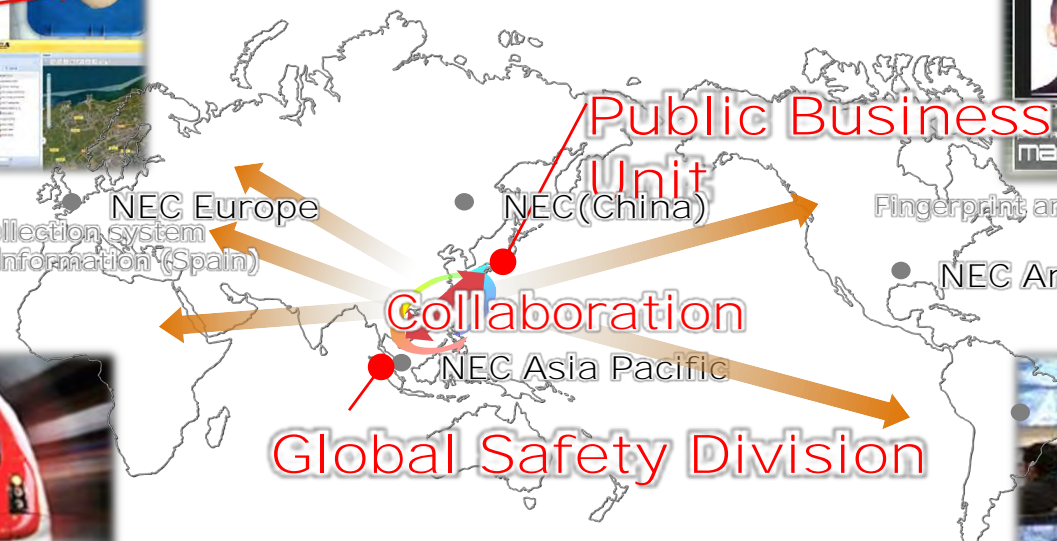 Public Business
Unit
NEC Europe
NEC(China)
Fingerprint an
ollection system
nformation (Spain)
NEC Am
Collaboration
NEC Asia Pacific
Global Safety Division